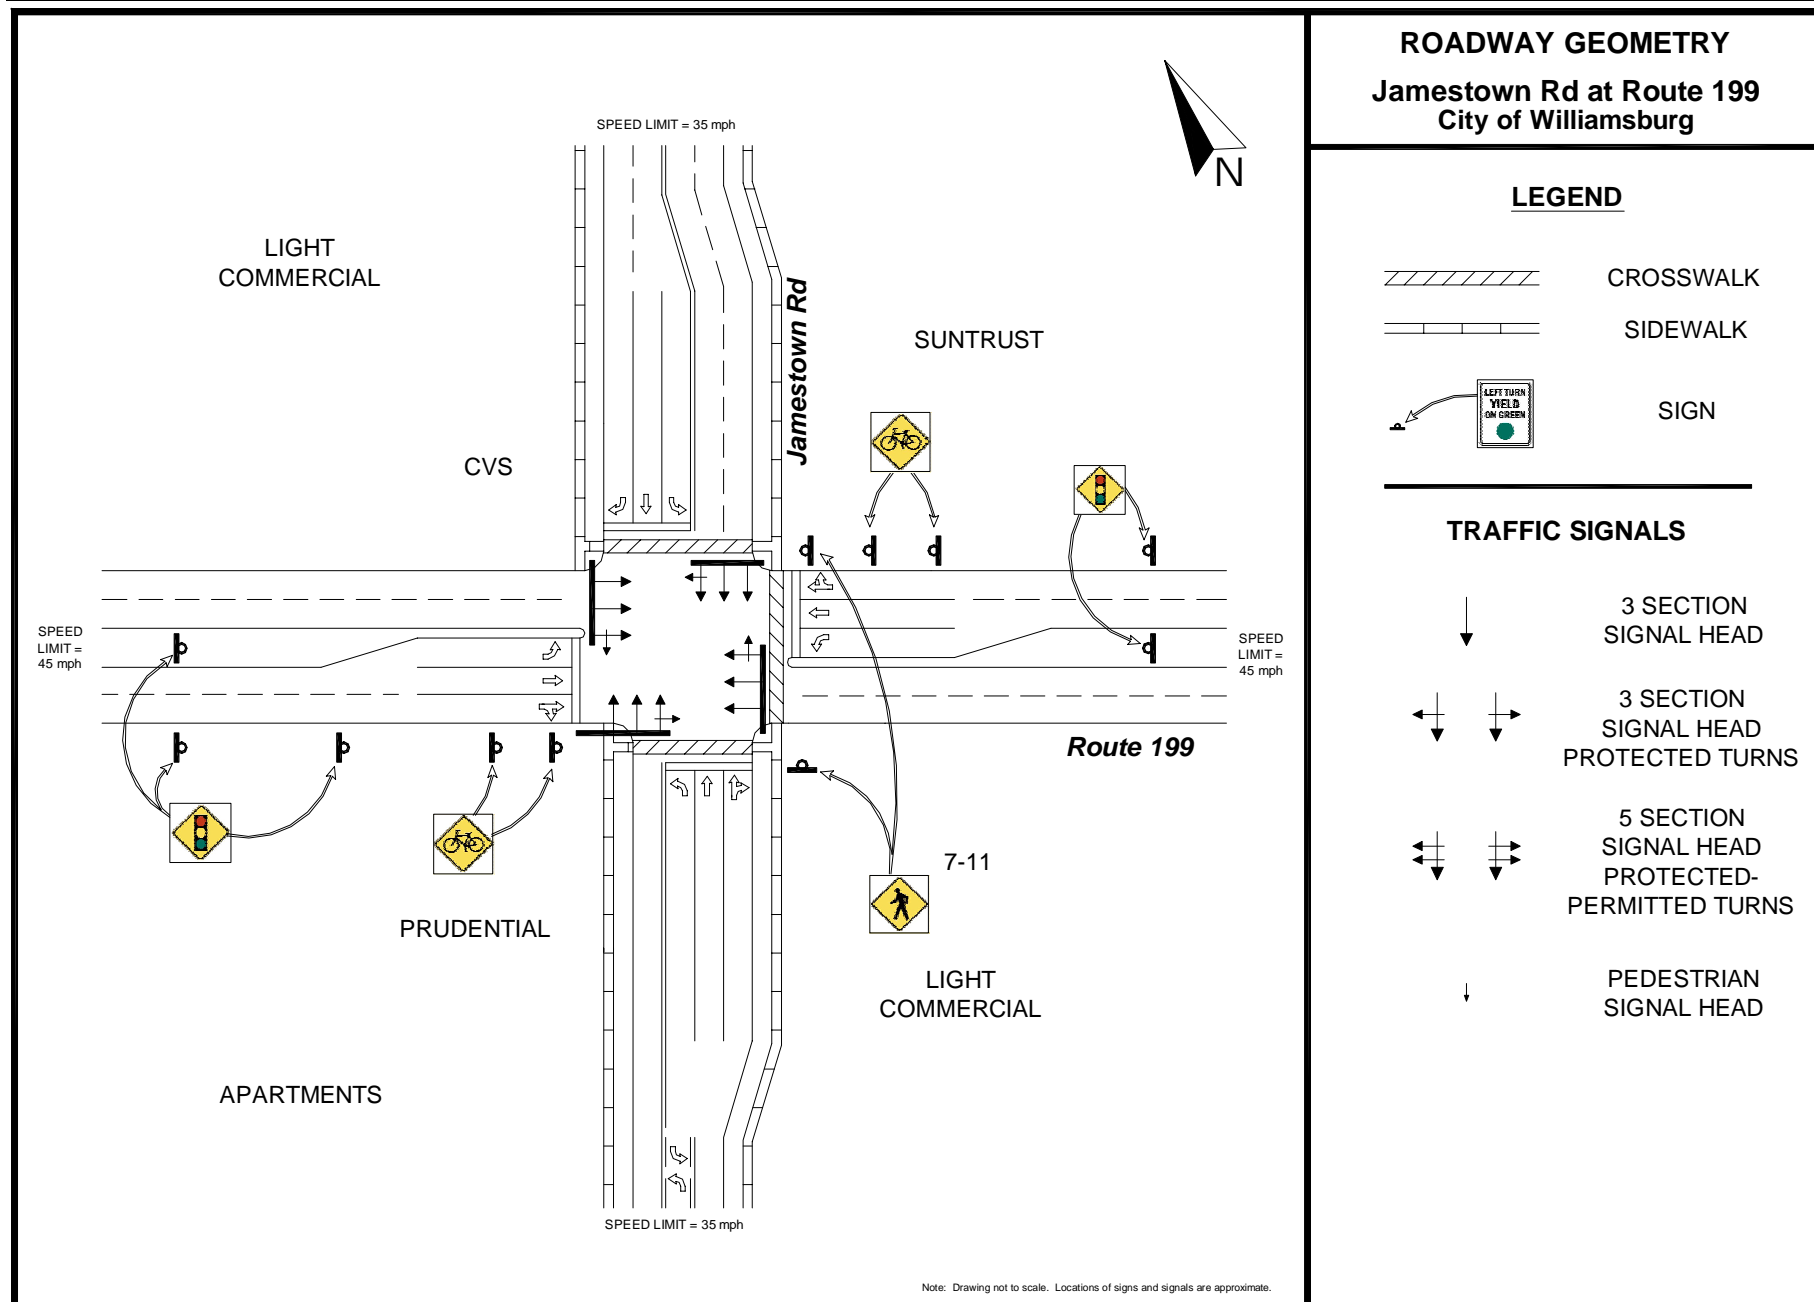 ROADWAY GEOMETRY
Jamestown Rd at Route 199
City of Williamsburg
LEGEND
CROSSWALK
SIDEWALK
LEFT TURN
YIELD
ON GREEN
SIGN
TRAFFIC SIGNALS
3 SECTION
SIGNAL HEAD
3 SECTION
SIGNAL HEAD
PROTECTED TURNS
5 SECTION
SIGNAL HEAD
PROTECTED-
PERMITTED TURNS
PEDESTRIAN
SIGNAL HEAD
SPEED LIMIT = 35 mph
N
LIGHT
COMMERCIAL
Jamestown Rd
SUNTRUST
CVS
SPEED
LIMIT =
45 mph
SPEED
LIMIT =
45 mph
Route 199
7-11
PRUDENTIAL
LIGHT
COMMERCIAL
APARTMENTS
SPEED LIMIT = 35 mph
Note: Drawing not to scale. Locations of signs and signals are approximate.